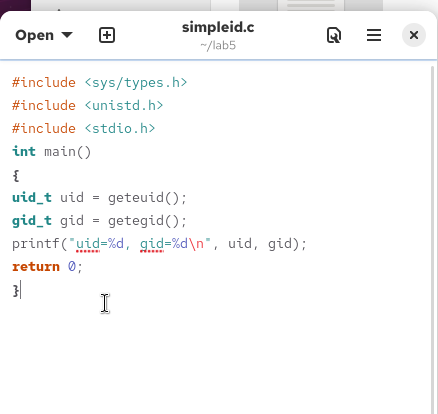 Open
simpleid.c
~/lab5
#include <sys/types.h>
#include <unistd.h>
#include <stdio.h>
int main()
{
uid_t uid = geteuid();
gid_t gid = getegid();
printf("uid=%d, gid=%d\n", uid, gid);
return 0;
}